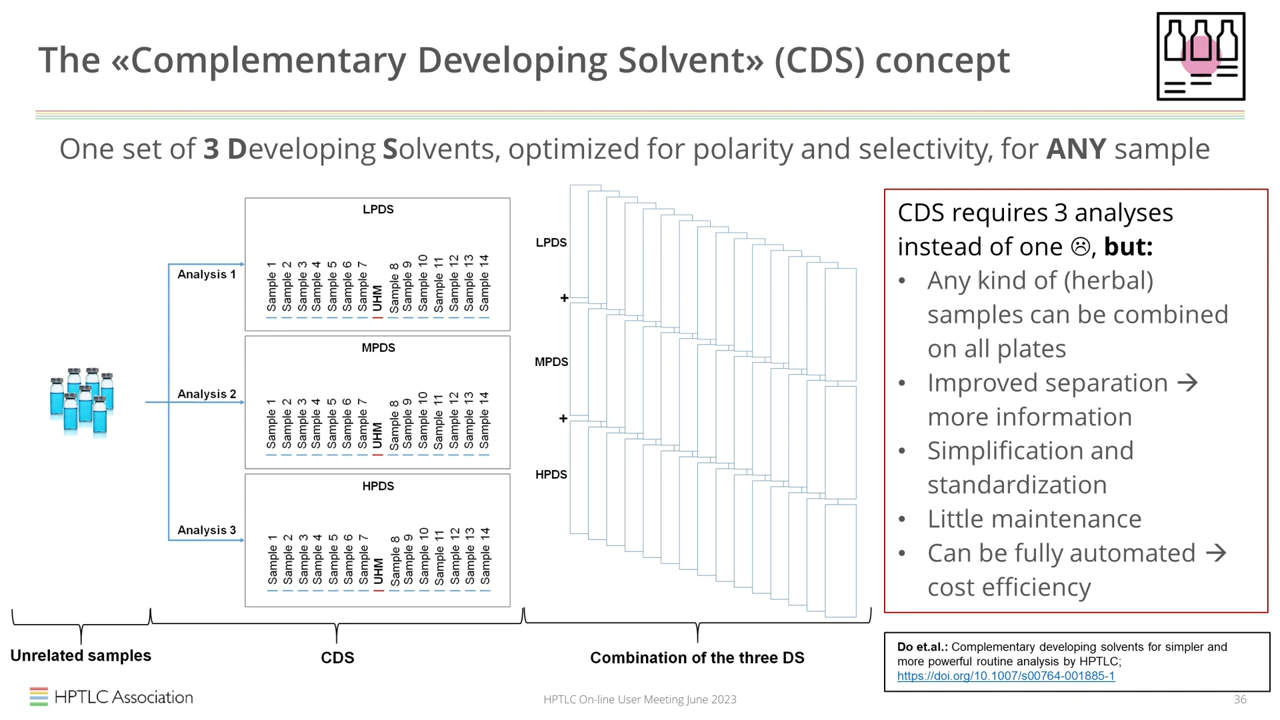 The «Complementary Developing Solvent» (CDS) concept
One set of 3 Developing Solvents, optimized for polarity and selectivity, for ANY sample
Analysis 1
Analysis 2
Analysis 3
LPDS
Sample 1
Sample 2
Sample 3
Sample 4
Sample 5
Sample 6
Sample 7
UHM
Sample 8
Sample 9
Sample 10
Sample 11
Sample 12
Sample 13
Sample 14
MPDS
Sample 1
Sample 2
Sample 3
Sample 4
Sample 5
Sample 6
Sample 7
UHM
Sample 8
Sample 9
Sample 10
Sample 11
Sample 12
Sample 13
Sample 14
HPDS
Sample 1
Sample 2
Sample 3
Sample 4
Sample 5
Sample 6
Sample 7
UHM
Sample 8
Sample 9
Sample 10
Sample 11
Sample 12
Sample 13
Sample 14
LPDS
+
MPDS
+
HPDS
Unrelated samples
CDS
Combination of the three DS
CDS requires 3 analyses
instead of one ☹, but:
• Any kind of (herbal)
samples can be combined
on all plates
• Improved separation →
more information
• Simplification and
standardization
• Little maintenance
• Can be fully automated →
cost efficiency
Do et.al.: Complementary developing solvents for simpler and
more powerful routine analysis by HPTLC;
https://doi.org/10.1007/s00764-001885-1
HPTLC Association
HPTLC On-line User Meeting June 2023
36